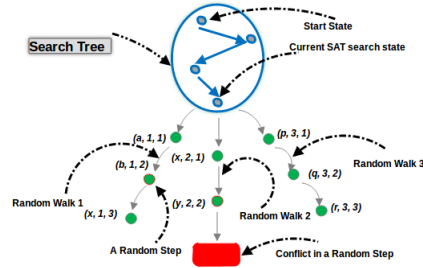 Start State
Search Tree
Current SAT search state
(a, 1, 1)
(p, 3, 1)
(b, 1, 2)
(x, 2, 1)
Random Walk 3
(q, 3, 2)
Random Walk 1
(y, 2, 2)
(r, 3, 3)
(x, 1, 3)
Random Walk 2
A Random Step
Conflict in a Random Step